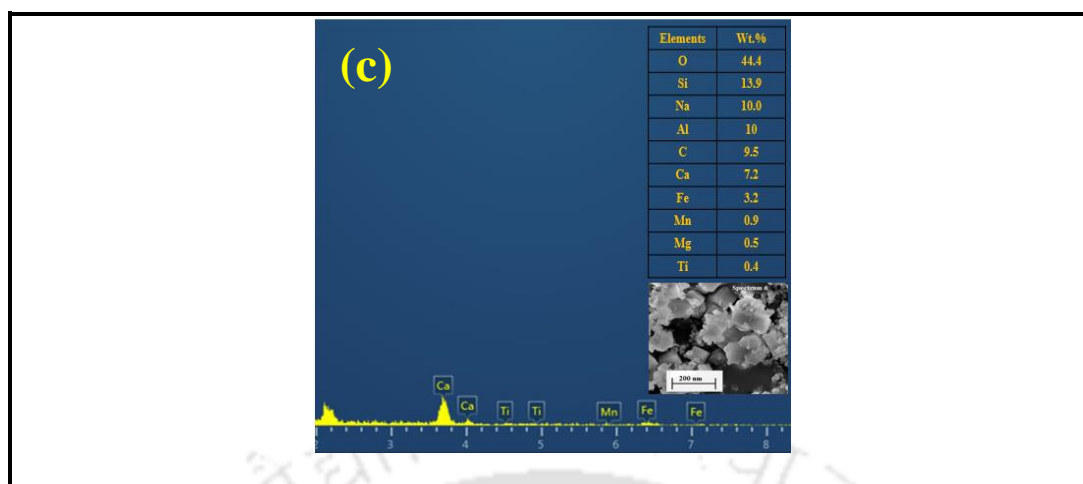 (c)
Elements Wt.%
O 44.4
Si 13.9
Na 10.0
Al 10
C 9.5
Ca 7.2
Fe 3.2
Mn 0.9
Mg 0.5
Ti 0.4
Spectrum 6
200 nm
Ca
Ca Ti Ti Mn Fe Fe
2 3 4 5 6 7 8